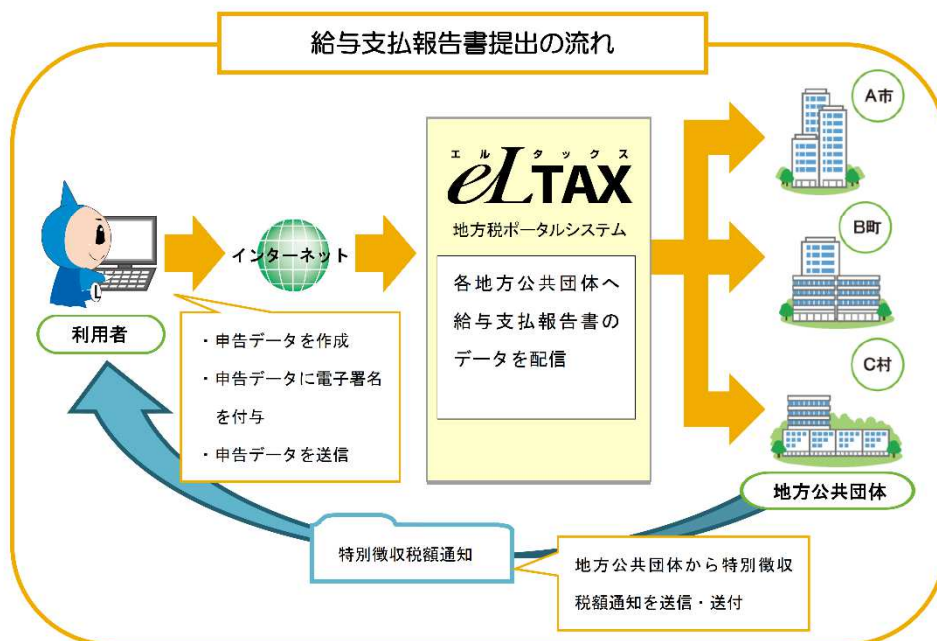 給与支払報告書提出の流れ
A市
エルタックス
eLTAX
地方税ポータルシステム
B町
インターネット
各地方公共団体へ
給与支払報告書の
データを配信
利用者
・申告データを作成
・申告データに電子署名
を付与
・申告データを送信
C村
地方公共団体
特別徴収税額通知
地方公共団体から特別徴収
税額通知を送信・送付